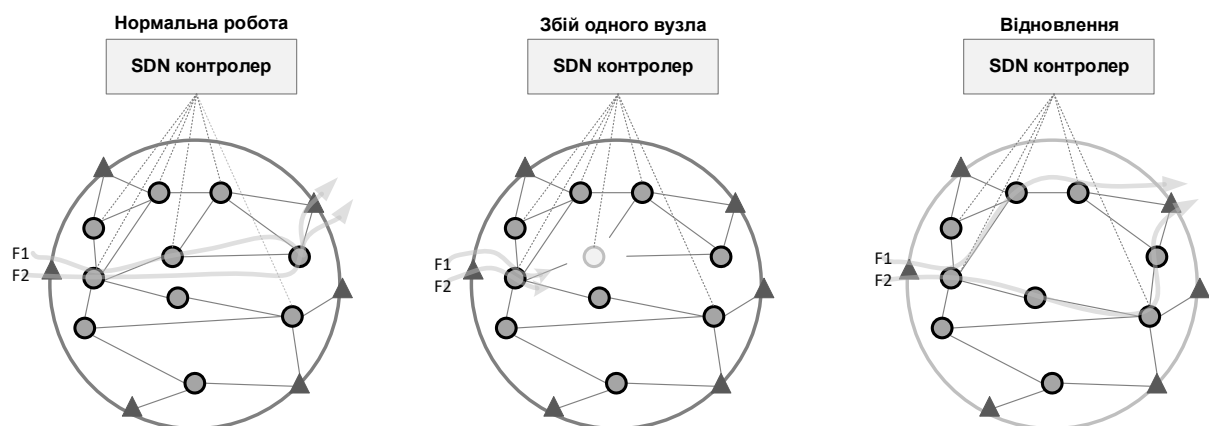 Нормальна робота
SDN контролер
F1
F2
Збій одного вузла
SDN контролер
F1
F2
Відновлення
SDN контролер
F1
F2